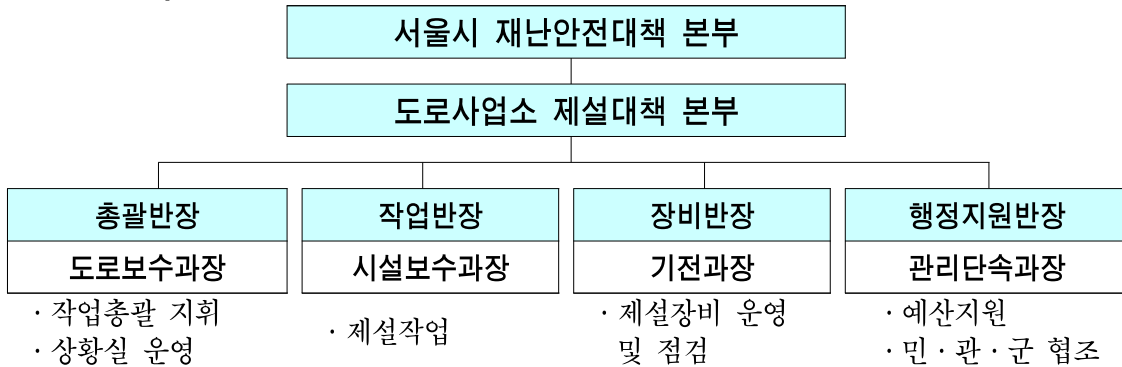 서울시 재난안전대책 본부
도로사업소 제설대책 본부
총괄반장
도로보수과장
· 작업총괄 지휘
· 상황실 운영
작업반장
시설보수과장
· 제설작업
장비반장
기전과장
· 제설장비 운영
및 점검
행정지원반장
관리단속과장
· 예산지원
· 민 · 관 · 군 협조